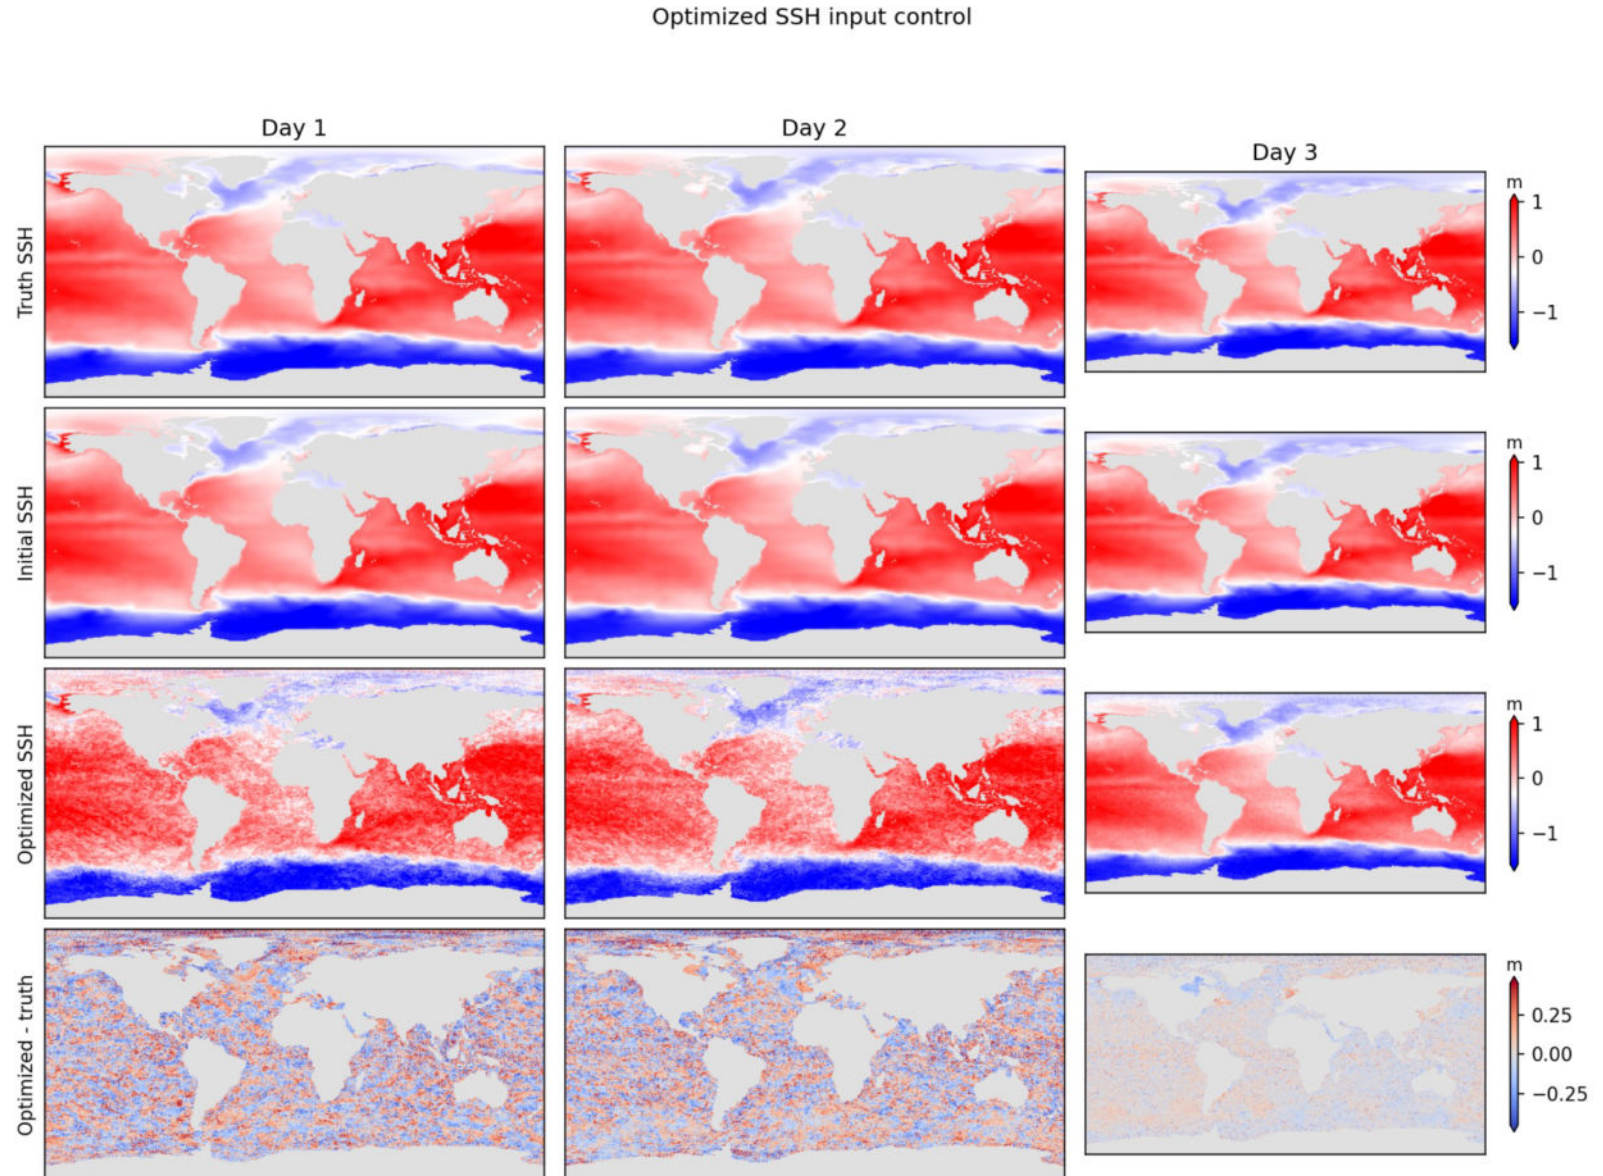 Optimized SSH input control
Day 1
Day 2
Day 3
Truth SSH
m
1
0
−1
Initial SSH
m
1
0
−1
Optimized SSH
m
1
0
−1
Optimized - truth
m
0.25
0.00
−0.25